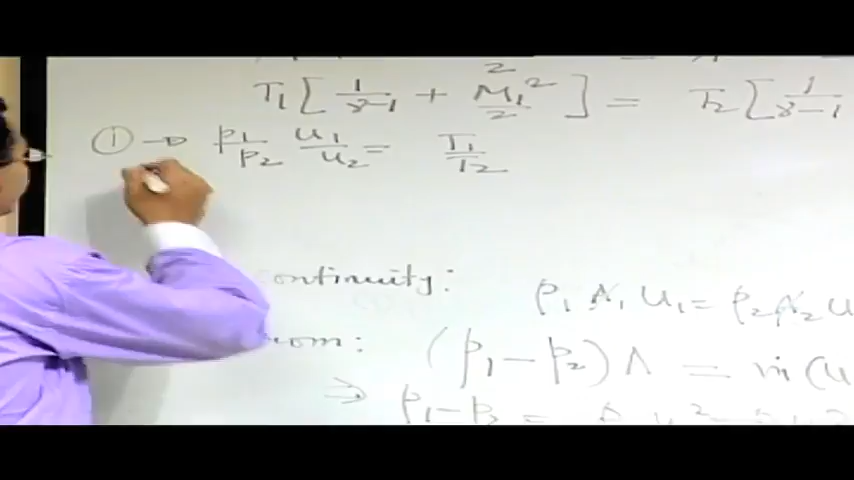 T₁ [ 1/(γ-1) + M₁²/2 ] = T₂ [ 1/(γ-1)
① → p₁/p₂ u₁/u₂ = T₁/T₂
ontinuity: ρ₁ A₁ u₁ = ρ₂ A₂ u
om: (p₁ - p₂) A = ṁ (u
⇒ p₁ - p₂ =